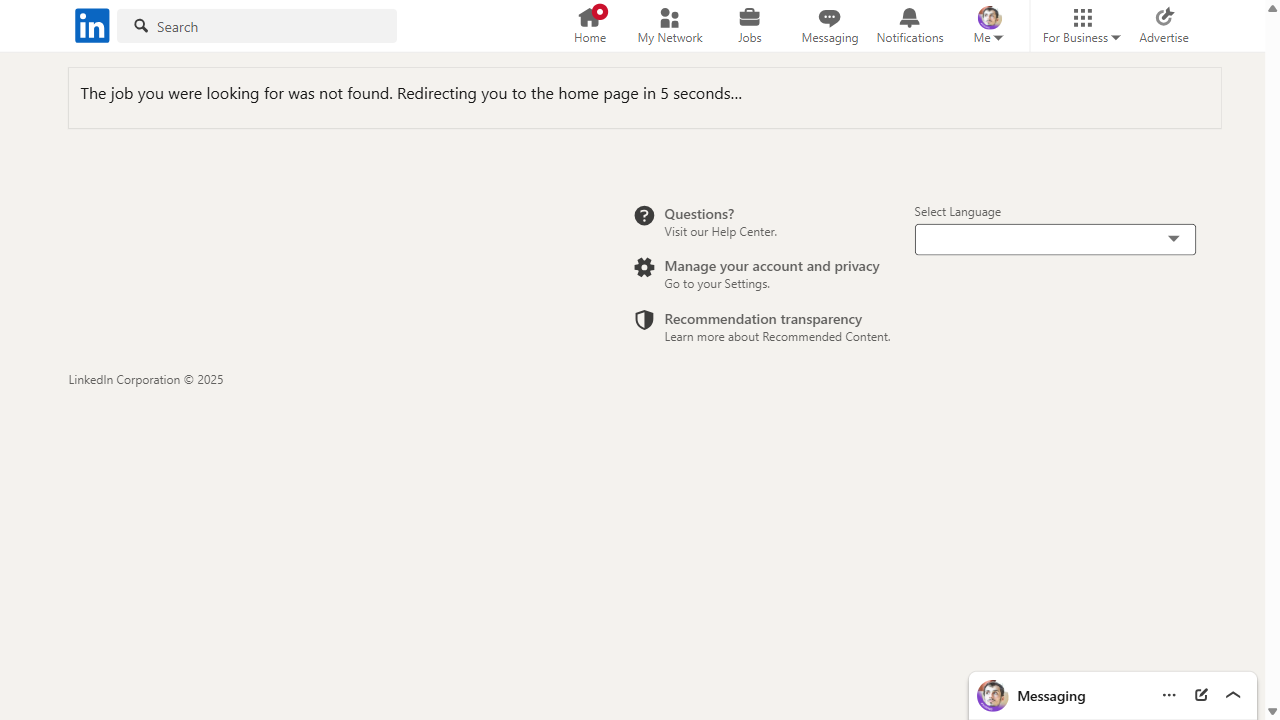 in
Search
Home
My Network
Jobs
Messaging
Notifications
Me
For Business
Advertise
The job you were looking for was not found. Redirecting you to the home page in 5 seconds...
Questions?
Visit our Help Center.
Manage your account and privacy
Go to your Settings.
Recommendation transparency
Learn more about Recommended Content.
Select Language
LinkedIn Corporation © 2025
Messaging